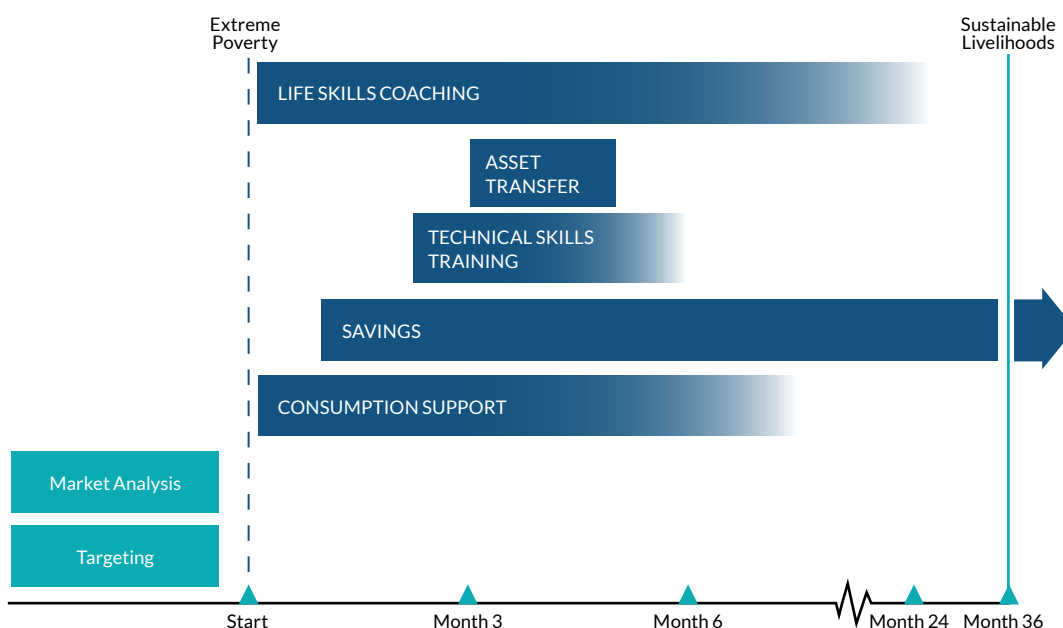 Extreme
Poverty
Sustainable
Livelihoods
LIFE SKILLS COACHING
ASSET
TRANSFER
TECHNICAL SKILLS
TRAINING
SAVINGS
CONSUMPTION SUPPORT
Market Analysis
Targeting
Start
Month 3
Month 6
Month 24
Month 36